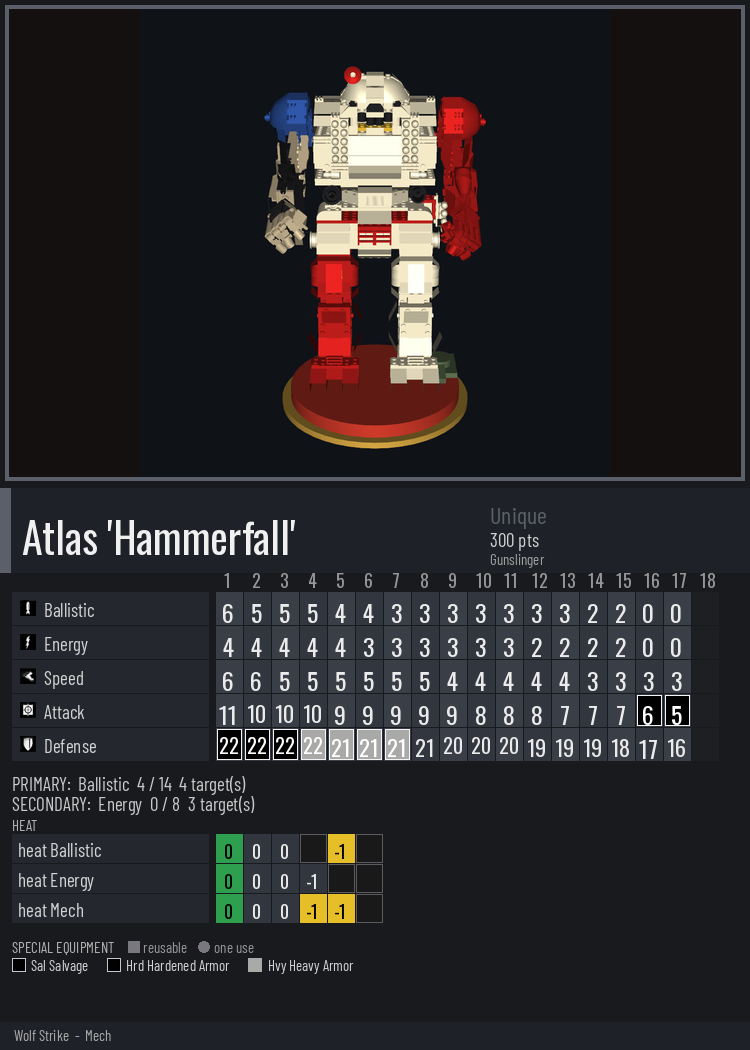 Atlas 'Hammerfall'
Unique
300 pts
Gunslinger
1 2 3 4 5 6 7 8 9 10 11 12 13 14 15 16 17 18
Ballistic 6 5 5 5 4 4 3 3 3 3 3 3 3 2 2 0 0
Energy 4 4 4 4 4 3 3 3 3 3 3 2 2 2 2 0 0
Speed 6 6 5 5 5 5 5 5 4 4 4 4 4 3 3 3 3
Attack 11 10 10 10 9 9 9 9 9 8 8 8 7 7 7 6 5
Defense 22 22 22 22 21 21 21 21 20 20 20 19 19 19 18 17 16
PRIMARY: Ballistic 4 / 14 4 target(s)
SECONDARY: Energy 0 / 8 3 target(s)
HEAT
heat Ballistic 0 0 0 -1
heat Energy 0 0 0 -1
heat Mech 0 0 0 -1 -1
SPECIAL EQUIPMENT reusable one use
Sal Salvage Hrd Hardened Armor Hvy Heavy Armor
Wolf Strike - Mech